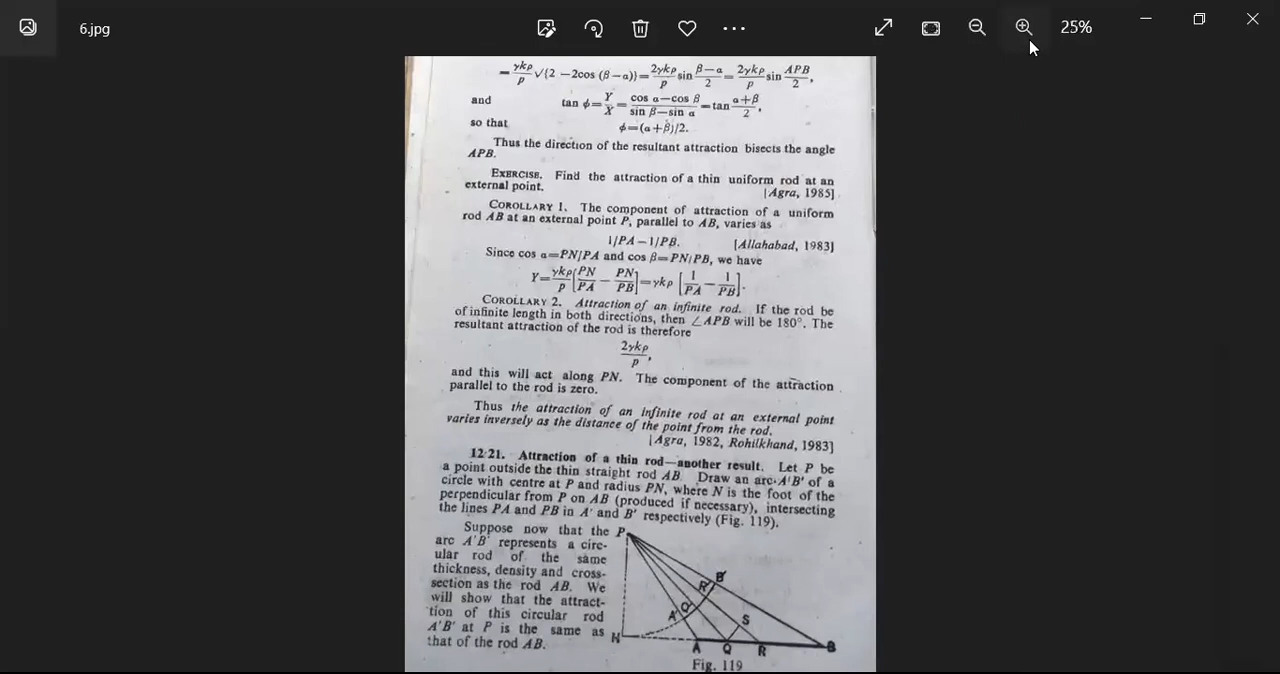 6.jpg
25%
= γkρ/p √{2 −2cos (β−α)} = 2γkρ/p sin β−α/2 = 2γkρ/p sin APB/2,
and tan φ = Y/X = cos α−cos β/sin β−sin α = tan α+β/2,
so that φ=(α+β)/2.
Thus the direction of the resultant attraction bisects the angle
APB.
EXERCISE. Find the attraction of a thin uniform rod at an
external point. [Agra, 1985]
COROLLARY 1. The component of attraction of a uniform
rod AB at an external point P, parallel to AB, varies as
1/PA−1/PB. [Allahabad, 1983]
Since cos α=PN/PA and cos β=PN/PB, we have
Y = γkρ/p [PN/PA − PN/PB] = γkρ [1/PA − 1/PB].
COROLLARY 2. Attraction of an infinite rod. If the rod be
of infinite length in both directions, then ∠APB will be 180°. The
resultant attraction of the rod is therefore
2γkρ/p,
and this will act along PN. The component of the attraction
parallel to the rod is zero.
Thus the attraction of an infinite rod at an external point
varies inversely as the distance of the point from the rod.
[Agra, 1982, Rohilkhand, 1983]
12·21. Attraction of a thin rod—another result. Let P be
a point outside the thin straight rod AB. Draw an arc A′B′ of a
circle with centre at P and radius PN, where N is the foot of the
perpendicular from P on AB (produced if necessary), intersecting
the lines PA and PB in A′ and B′ respectively (Fig. 119).
Suppose now that the
arc A′B′ represents a circ-
ular rod of the same
thickness, density and cross-
section as the rod AB. We
will show that the attract-
tion of this circular rod
A′B′ at P is the same as
that of the rod AB.
P
B′
R′
Q′
A′
S
N
A Q R B
Fig. 119